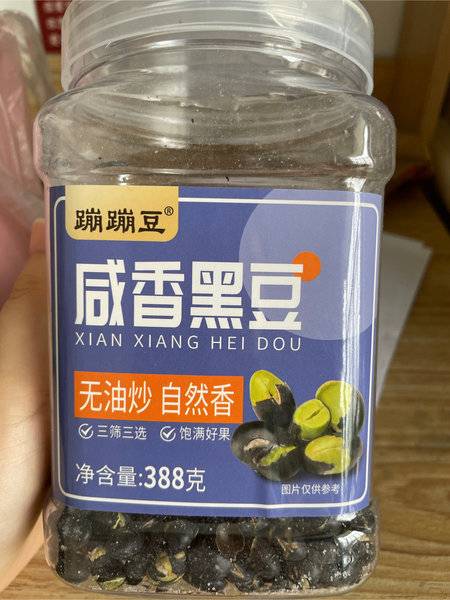 蹦蹦豆®
咸香黑豆
XIAN XIANG HEI DOU
无油炒 自然香
三筛三选 饱满好果
净含量:388克
图片仅供参考